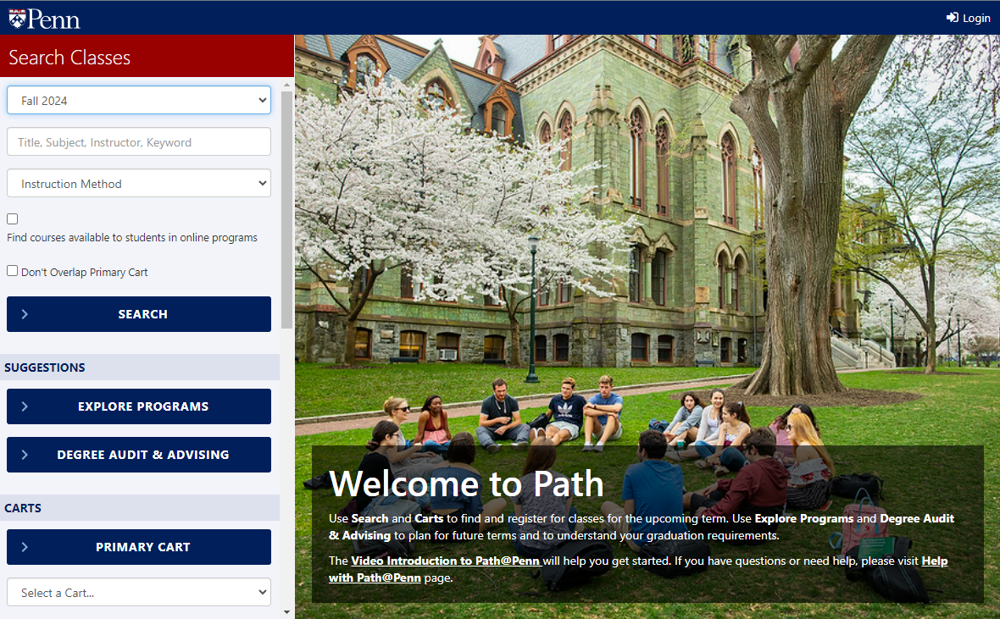 Penn
Login
Search Classes
Fall 2024
Title, Subject, Instructor, Keyword
Instruction Method
Find courses available to students in online programs
Don't Overlap Primary Cart
SEARCH
SUGGESTIONS
EXPLORE PROGRAMS
DEGREE AUDIT & ADVISING
CARTS
PRIMARY CART
Select a Cart...
Welcome to Path
Use Search and Carts to find and register for classes for the upcoming term. Use Explore Programs and Degree Audit
& Advising to plan for future terms and to understand your graduation requirements.
The Video Introduction to Path@Penn will help you get started. If you have questions or need help, please visit Help
with Path@Penn page.